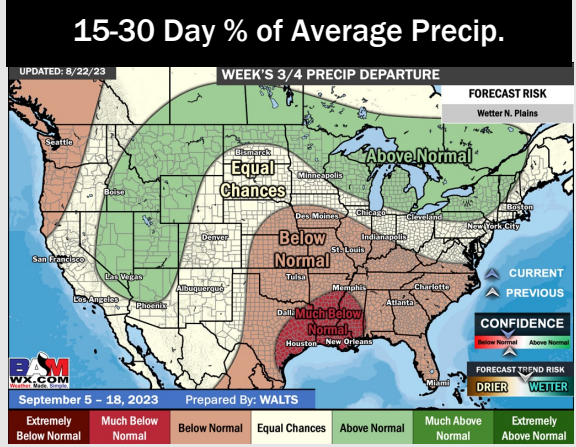 15-30 Day % of Average Precip.
UPDATED: 8/22/23
WEEK'S 3/4 PRECIP DEPARTURE
FORECAST RISK
Wetter N. Plains
Seattle
Bismarck
Above Normal
Equal
Chances
Minneapolis
Boise
Boston
Des Moines
Chicago
Cleveland
New York City
Below
Normal
Indianapolis
Denver
St. Louis
San Francisco
Las Vegas
Tulsa
CURRENT
Albuquerque
Memphis
Charlotte
PREVIOUS
Los Angeles
Phoenix
Atlanta
Dall
Much Below
Normal
CONFIDENCE
Houston
New Orleans
Below Normal
Above Normal
BAM
WX.COM
Weather. Made. Simple.
FORECAST TREND RISK
Miami
DRIER
WETTER
September 5 – 18, 2023
Prepared By: WALTS
Extremely
Below Normal
Much Below
Normal
Below Normal
Equal Chances
Above Normal
Much Above
Normal
Extremely
Above Normal